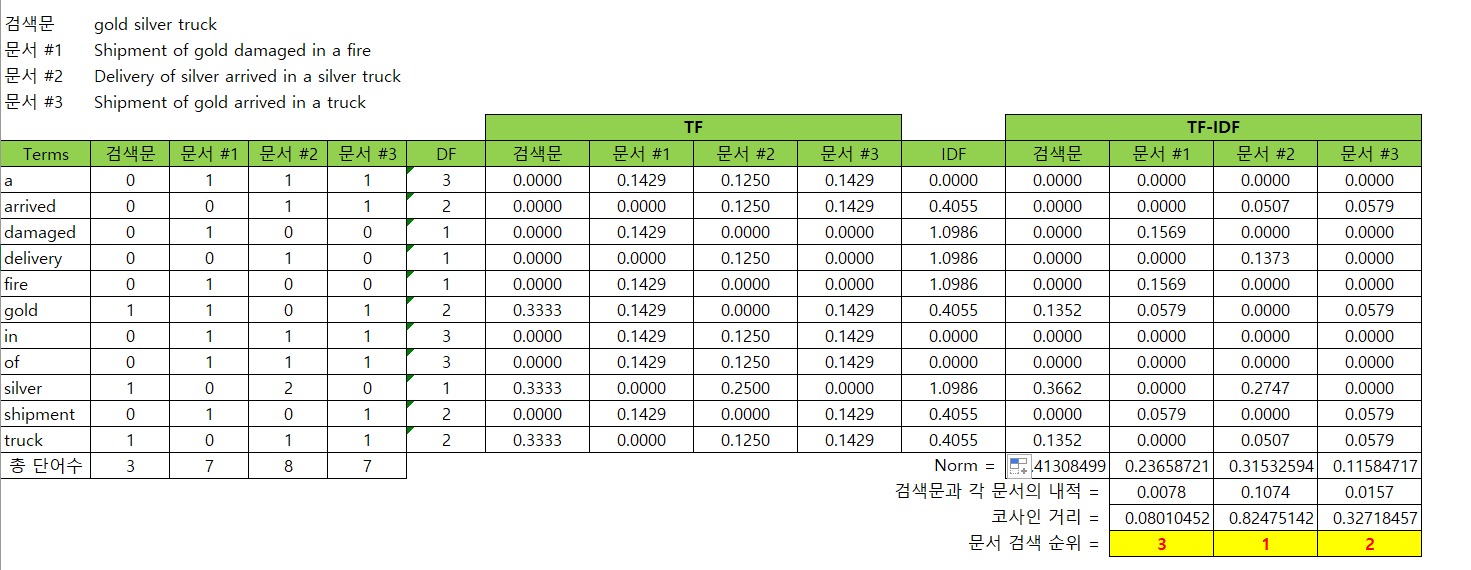 검색문 gold silver truck
문서 #1 Shipment of gold damaged in a fire
문서 #2 Delivery of silver arrived in a silver truck
문서 #3 Shipment of gold arrived in a truck
TF TF-IDF
Terms 검색문 문서 #1 문서 #2 문서 #3 DF 검색문 문서 #1 문서 #2 문서 #3 IDF 검색문 문서 #1 문서 #2 문서 #3
a 0 1 1 1 3 0.0000 0.1429 0.1250 0.1429 0.0000 0.0000 0.0000 0.0000 0.0000
arrived 0 0 1 1 2 0.0000 0.0000 0.1250 0.1429 0.4055 0.0000 0.0000 0.0507 0.0579
damaged 0 1 0 0 1 0.0000 0.1429 0.0000 0.0000 1.0986 0.0000 0.1569 0.0000 0.0000
delivery 0 0 1 0 1 0.0000 0.0000 0.1250 0.0000 1.0986 0.0000 0.0000 0.1373 0.0000
fire 0 1 0 0 1 0.0000 0.1429 0.0000 0.0000 1.0986 0.0000 0.1569 0.0000 0.0000
gold 1 1 0 1 2 0.3333 0.1429 0.0000 0.1429 0.4055 0.1352 0.0579 0.0000 0.0579
in 0 1 1 1 3 0.0000 0.1429 0.1250 0.1429 0.0000 0.0000 0.0000 0.0000 0.0000
of 0 1 1 1 3 0.0000 0.1429 0.1250 0.1429 0.0000 0.0000 0.0000 0.0000 0.0000
silver 1 0 2 0 1 0.3333 0.0000 0.2500 0.0000 1.0986 0.3662 0.0000 0.2747 0.0000
shipment 0 1 0 1 2 0.0000 0.1429 0.0000 0.1429 0.4055 0.0000 0.0579 0.0000 0.0579
truck 1 0 1 1 2 0.3333 0.0000 0.1250 0.1429 0.4055 0.1352 0.0000 0.0507 0.0579
총 단어수 3 7 8 7 Norm = .41308499 0.23658721 0.31532594 0.11584717
검색문과 각 문서의 내적 = 0.0078 0.1074 0.0157
코사인 거리 = 0.08010452 0.82475142 0.32718457
문서 검색 순위 = 3 1 2